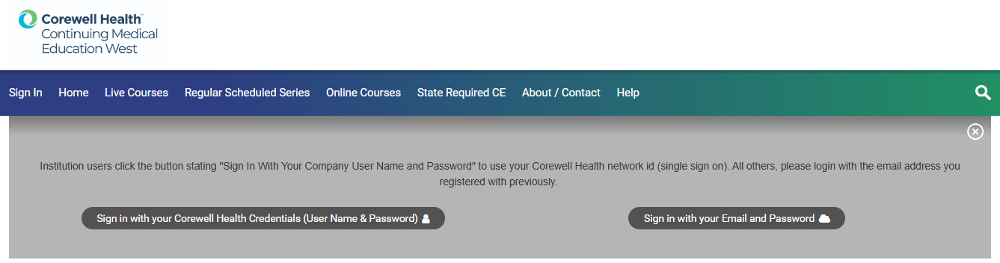 Corewell Health™
Continuing Medical
Education West
Sign In Home Live Courses Regular Scheduled Series Online Courses State Required CE About / Contact Help
Institution users click the button stating "Sign In With Your Company User Name and Password" to use your Corewell Health network id (single sign on). All others, please login with the email address you
registered with previously.
Sign in with your Corewell Health Credentials (User Name & Password) Sign in with your Email and Password